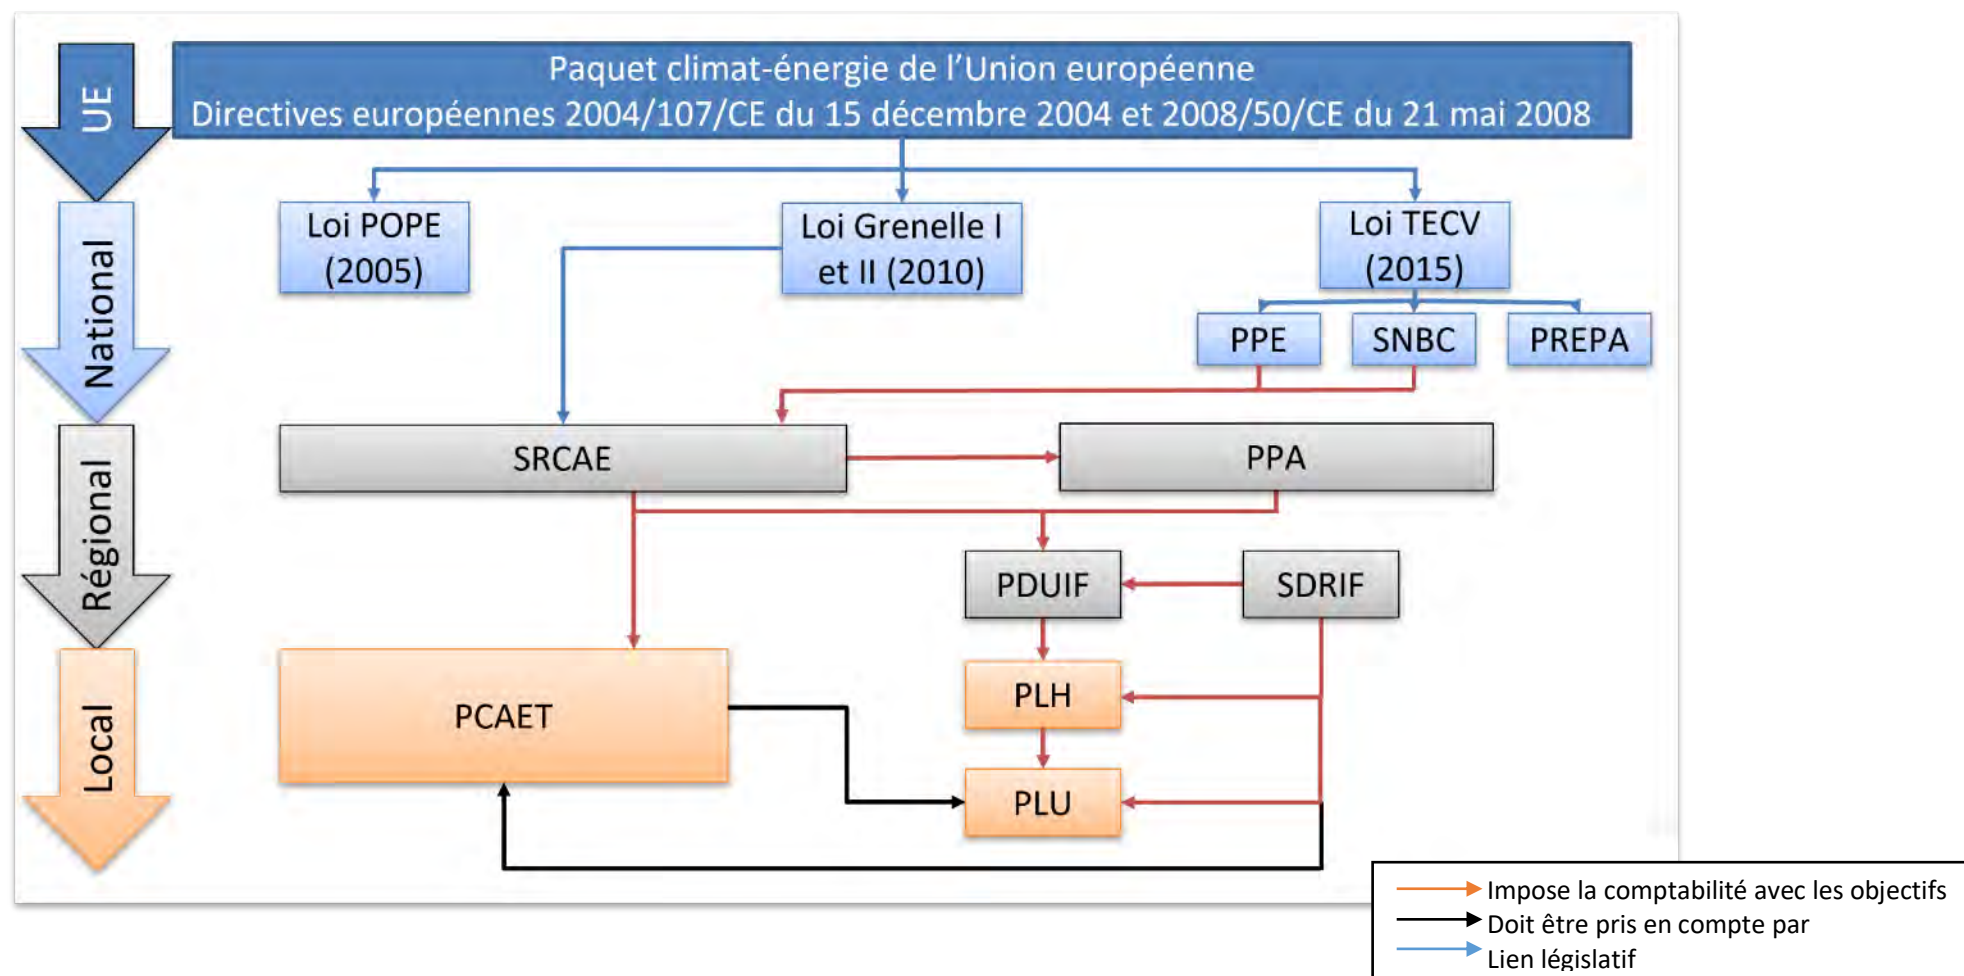 UE
Paquet climat-énergie de l'Union européenne
Directives européennes 2004/107/CE du 15 décembre 2004 et 2008/50/CE du 21 mai 2008
National
Loi POPE
(2005)
Loi Grenelle I
et II (2010)
Loi TECV
(2015)
PPE
SNBC
PREPA
Régional
SRCAE
PPA
PDUIF
SDRIF
Local
PCAET
PLH
PLU
Impose la comptabilité avec les objectifs
Doit être pris en compte par
Lien législatif